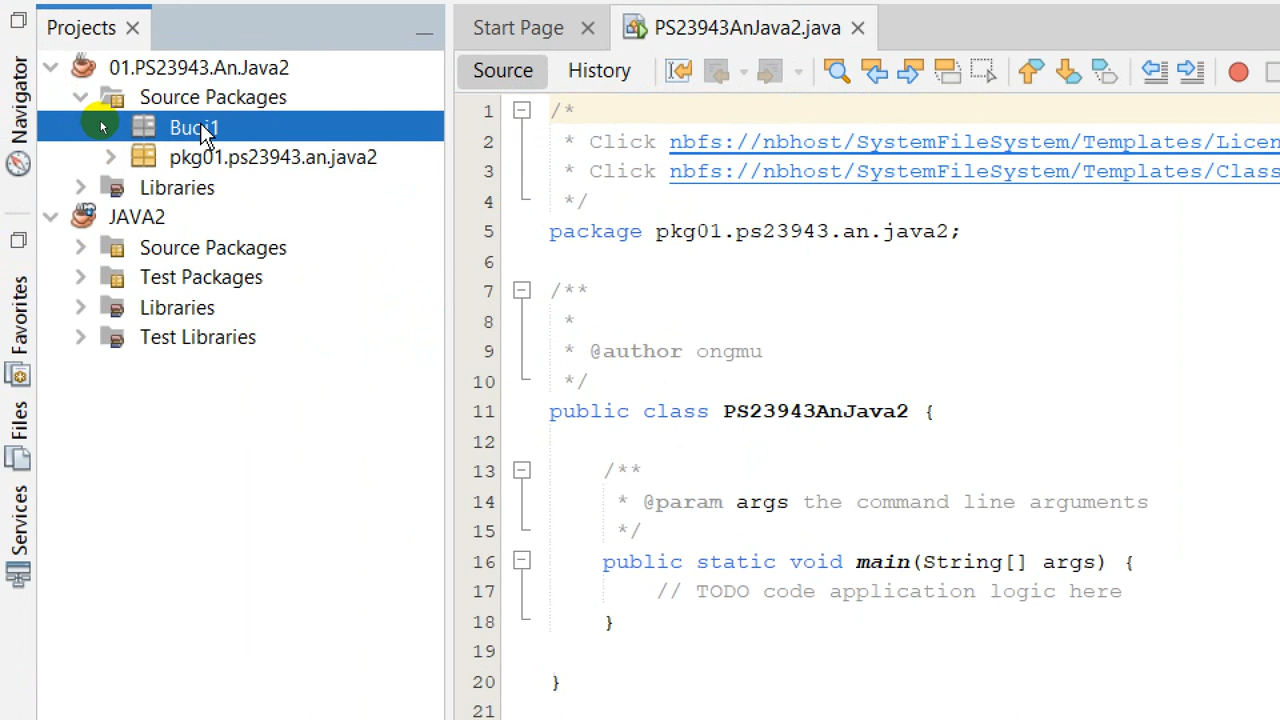 Projects
Start Page
PS23943AnJava2.java
Source
History
Navigator
Favorites
Files
Services
01.PS23943.An.Java2
Source Packages
Buoi1
pkg01.ps23943.an.java2
Libraries
JAVA2
Source Packages
Test Packages
Libraries
Test Libraries
1 /*
2 * Click nbfs://nbhost/SystemFileSystem/Templates/Licen
3 * Click nbfs://nbhost/SystemFileSystem/Templates/Class
4 */
5 package pkg01.ps23943.an.java2;
6
7 /**
8 *
9 * @author ongmu
10 */
11 public class PS23943AnJava2 {
12
13 /**
14 * @param args the command line arguments
15 */
16 public static void main(String[] args) {
17 // TODO code application logic here
18 }
19
20 }
21